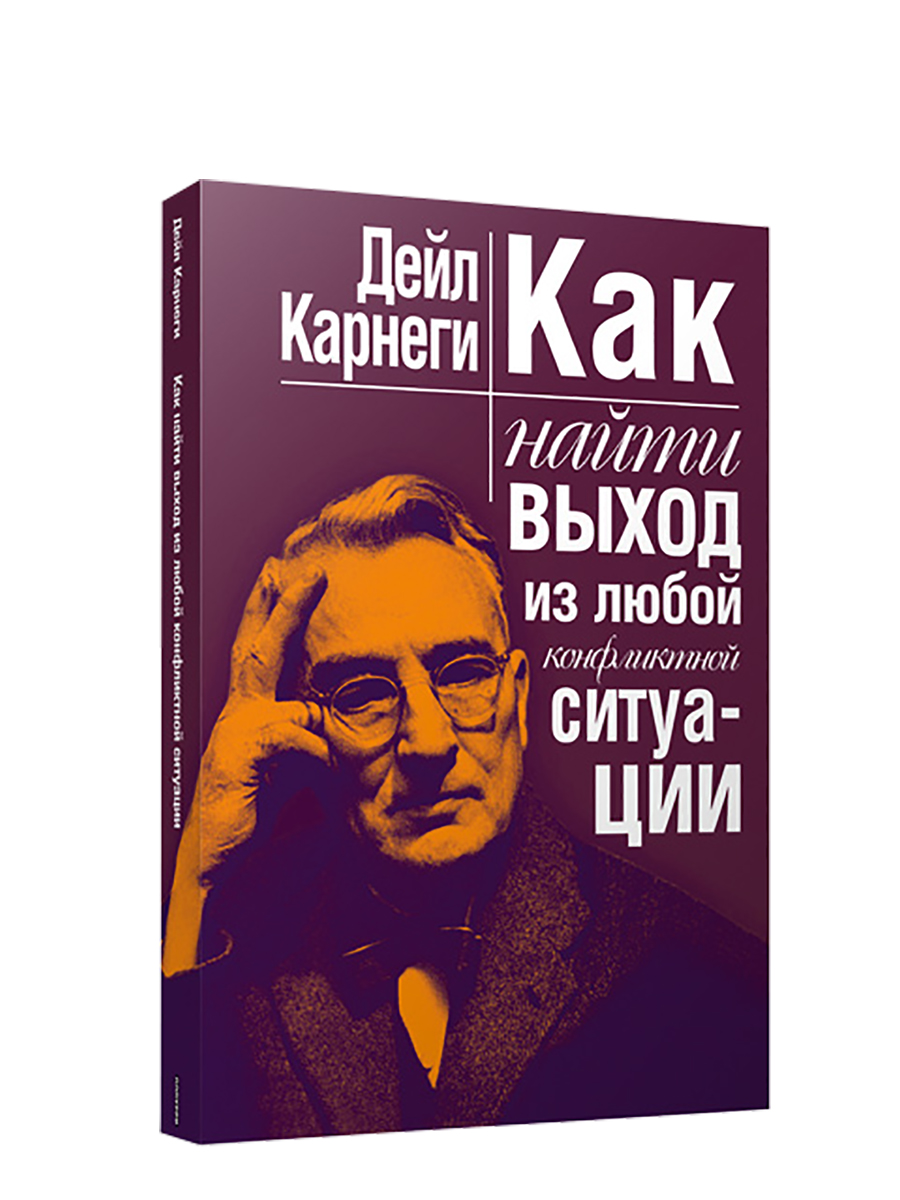 Дейл
Карнеги
Как
найти
ВЫХОД
из любой
конфликтной
ситуа-
ЦИИ
Дейл Карнеги Как найти выход из любой конфликтной ситуации